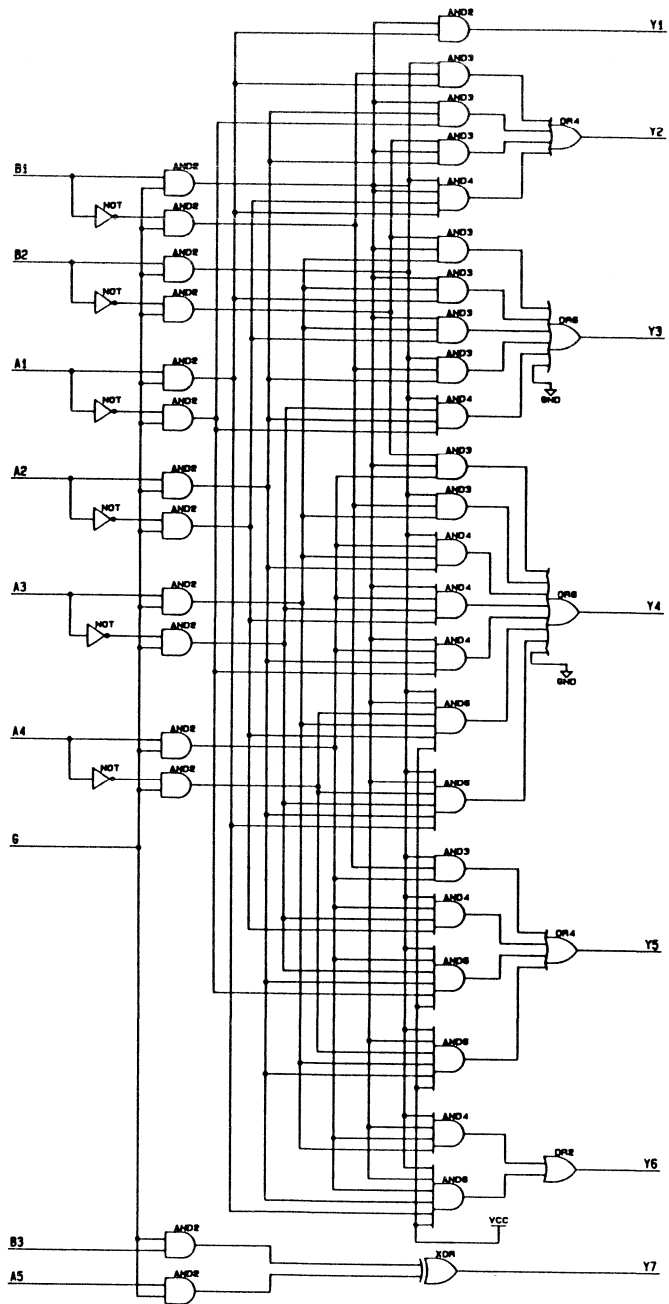 AND2
Y1
AND3
AND3
OR4
Y2
AND3
B1
AND2
AND4
NOT
AND2
AND3
B2
AND2
AND3
NOT
AND2
OR6
AND3
Y3
AND3
A1
AND2
AND4
GND
NOT
AND2
AND3
A2
AND2
AND3
NOT
AND2
AND4
A3
AND2
AND4
OR8
Y4
NOT
AND2
AND4
GND
AND6
A4
AND2
NOT
AND2
AND6
G
AND3
AND4
OR4
Y5
AND6
AND6
AND4
OR2
Y6
AND6
VCC
AND2
B3
XOR
Y7
AND2
A5